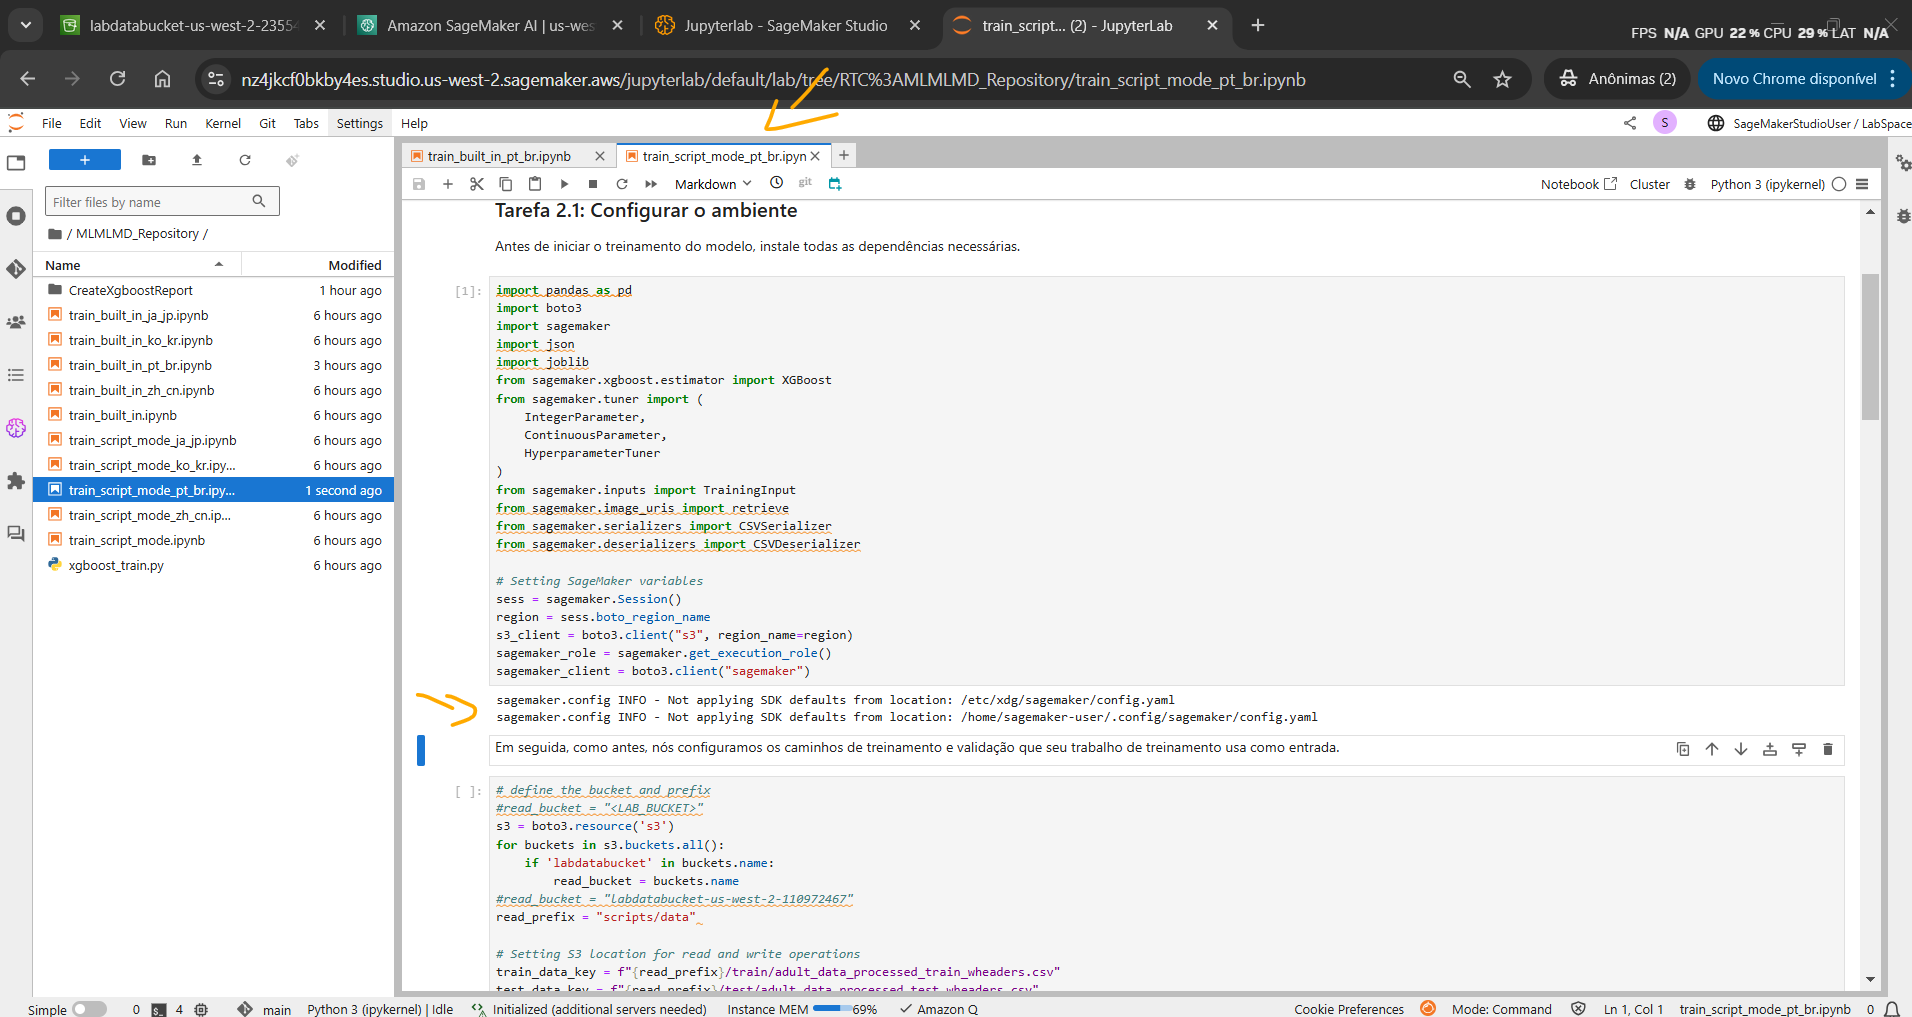 labdatabucket-us-west-2-23554
Amazon SageMaker AI | us-wes
Jupyterlab - SageMaker Studio
train_script... (2) - JupyterLab
FPS N/A GPU 22 % CPU 29 % LAT N/A
nz4jkcf0bkby4es.studio.us-west-2.sagemaker.aws/jupyterlab/default/lab/tree/RTC%3AMLMLMD_Repository/train_script_mode_pt_br.ipynb
Anônimas (2)
Novo Chrome disponível
File Edit View Run Kernel Git Tabs Settings Help
S
SageMakerStudioUser / LabSpace
train_built_in_pt_br.ipynb
train_script_mode_pt_br.ipyn
Markdown
git
Notebook
Cluster
Python 3 (ipykernel)
Filter files by name
/ MLMLMD_Repository /
Name Modified
CreateXgboostReport 1 hour ago
train_built_in_ja_jp.ipynb 6 hours ago
train_built_in_ko_kr.ipynb 6 hours ago
train_built_in_pt_br.ipynb 3 hours ago
train_built_in_zh_cn.ipynb 6 hours ago
train_built_in.ipynb 6 hours ago
train_script_mode_ja_jp.ipynb 6 hours ago
train_script_mode_ko_kr.ipy... 6 hours ago
train_script_mode_pt_br.ipy... 1 second ago
train_script_mode_zh_cn.ip... 6 hours ago
train_script_mode.ipynb 6 hours ago
xgboost_train.py 6 hours ago
Tarefa 2.1: Configurar o ambiente
Antes de iniciar o treinamento do modelo, instale todas as dependências necessárias.
[1]:
import pandas as pd
import boto3
import sagemaker
import json
import joblib
from sagemaker.xgboost.estimator import XGBoost
from sagemaker.tuner import (
IntegerParameter,
ContinuousParameter,
HyperparameterTuner
)
from sagemaker.inputs import TrainingInput
from sagemaker.image_uris import retrieve
from sagemaker.serializers import CSVSerializer
from sagemaker.deserializers import CSVDeserializer
# Setting SageMaker variables
sess = sagemaker.Session()
region = sess.boto_region_name
s3_client = boto3.client("s3", region_name=region)
sagemaker_role = sagemaker.get_execution_role()
sagemaker_client = boto3.client("sagemaker")
sagemaker.config INFO - Not applying SDK defaults from location: /etc/xdg/sagemaker/config.yaml
sagemaker.config INFO - Not applying SDK defaults from location: /home/sagemaker-user/.config/sagemaker/config.yaml
Em seguida, como antes, nós configuramos os caminhos de treinamento e validação que seu trabalho de treinamento usa como entrada.
[ ]:
# define the bucket and prefix
#read_bucket = "<LAB_BUCKET>"
s3 = boto3.resource('s3')
for buckets in s3.buckets.all():
if 'labdatabucket' in buckets.name:
read_bucket = buckets.name
#read_bucket = "labdatabucket-us-west-2-110972467"
read_prefix = "scripts/data"
# Setting S3 location for read and write operations
train_data_key = f"{read_prefix}/train/adult_data_processed_train_wheaders.csv"
test_data_key = f"{read_prefix}/test/adult_data_processed_test_wheaders.csv"
Simple 0 4 main Python 3 (ipykernel) | Idle Initialized (additional servers needed) Instance MEM 69% Amazon Q Cookie Preferences Mode: Command Ln 1, Col 1 train_script_mode_pt_br.ipynb 0